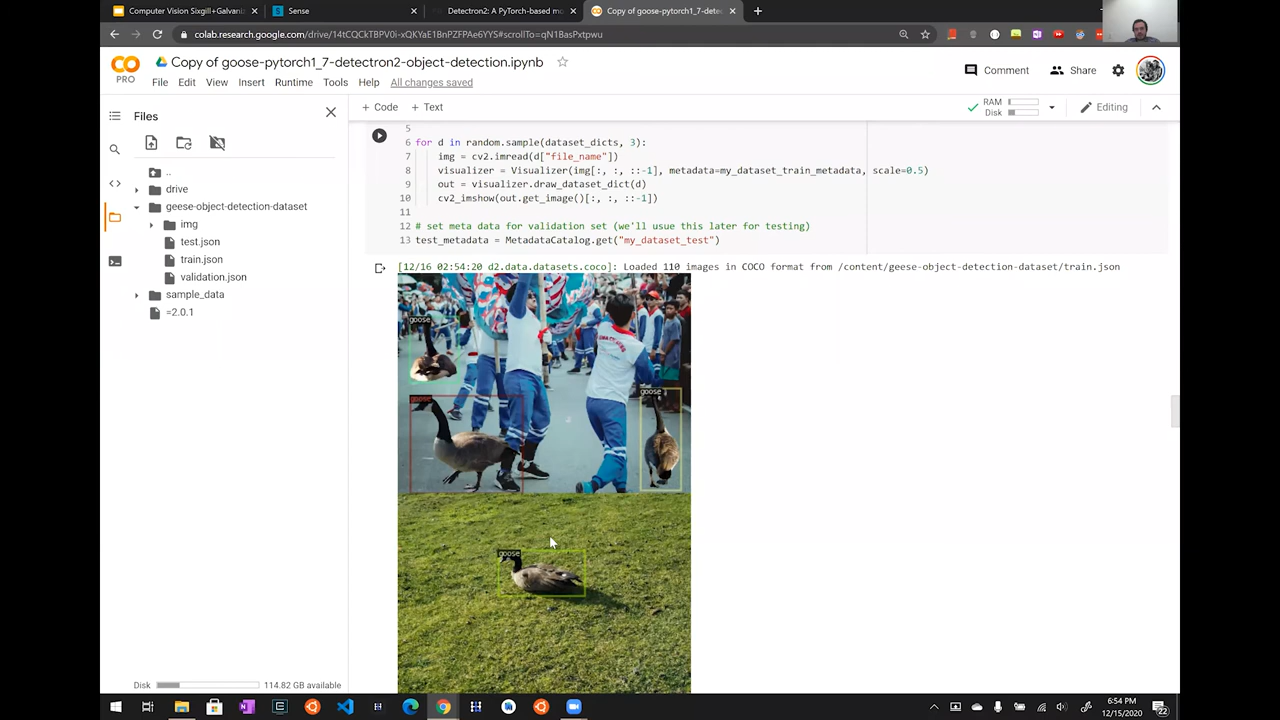 Computer Vision Sixgill+Galvani
Sense
Detectron2: A PyTorch-based mo
Copy of goose-pytorch1_7-dete
colab.research.google.com/drive/14tCQCkTBPV0i-xQKYaE1BnPZFPAe6YYS#scrollTo=qN1BasPxtpwu
CO
PRO
Copy of goose-pytorch1_7-detectron2-object-detection.ipynb
File Edit View Insert Runtime Tools Help All changes saved
Comment Share
Files
+ Code + Text
RAM
Disk
Editing
..
drive
geese-object-detection-dataset
img
test.json
train.json
validation.json
sample_data
=2.0.1
5
6 for d in random.sample(dataset_dicts, 3):
7 img = cv2.imread(d["file_name"])
8 visualizer = Visualizer(img[:, :, ::-1], metadata=my_dataset_train_metadata, scale=0.5)
9 out = visualizer.draw_dataset_dict(d)
10 cv2_imshow(out.get_image()[:, :, ::-1])
11
12 # set meta data for validation set (we'll usue this later for testing)
13 test_metadata = MetadataCatalog.get("my_dataset_test")
[12/16 02:54:20 d2.data.datasets.coco]: Loaded 110 images in COCO format from /content/geese-object-detection-dataset/train.json
goose
goose
goose
goose
Disk 114.82 GB available
6:54 PM
12/15/2020
22